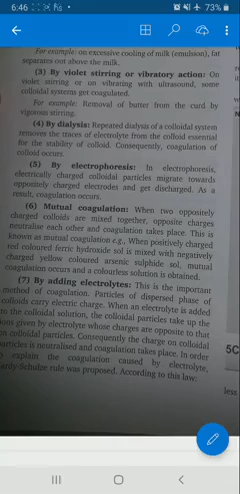 6:46
73%
For example: on excessive cooling of milk (emulsion), fat
separates out above the milk.
(3) By violet stirring or vibratory action: On
violet stirring or on vibrating with ultrasound, some
colloidal systems get coagulated.
For example: Removal of butter from the curd by
vigorous stirring.
(4) By dialysis: Repeated dialysis of a colloidal system
removes the traces of electrolyte from the colloid essential
for the stability of colloid. Consequently, coagulation of
colloid occurs.
(5) By electrophoresis: In electrophoresis,
electrically charged colloidal particles migrate towards
oppositely charged electrodes and get discharged. As a
result, coagulation occurs.
(6) Mutual coagulation: When two oppositely
charged colloids are mixed together, opposite charges
neutralise each other and coagulation takes place. This is
known as mutual coagulation e.g., When positively charged
red coloured ferric hydroxide sol is mixed with negatively
charged yellow coloured arsenic sulphide sol, mutual
coagulation occurs and a colourless solution is obtained.
(7) By adding electrolytes: This is the important
method of coagulation. Particles of dispersed phase of
colloids carry electric charge. When an electrolyte is added
the colloidal solution, the colloidal particles take up the
ions given by electrolyte whose charges are opposite to that
colloidal particles. Consequently the charge on colloidal
particles is neutralised and coagulation take place. In order
explain the coagulation caused by electrolyte,
Hardy-Schulze rule was proposed. According to this law:
5C
less